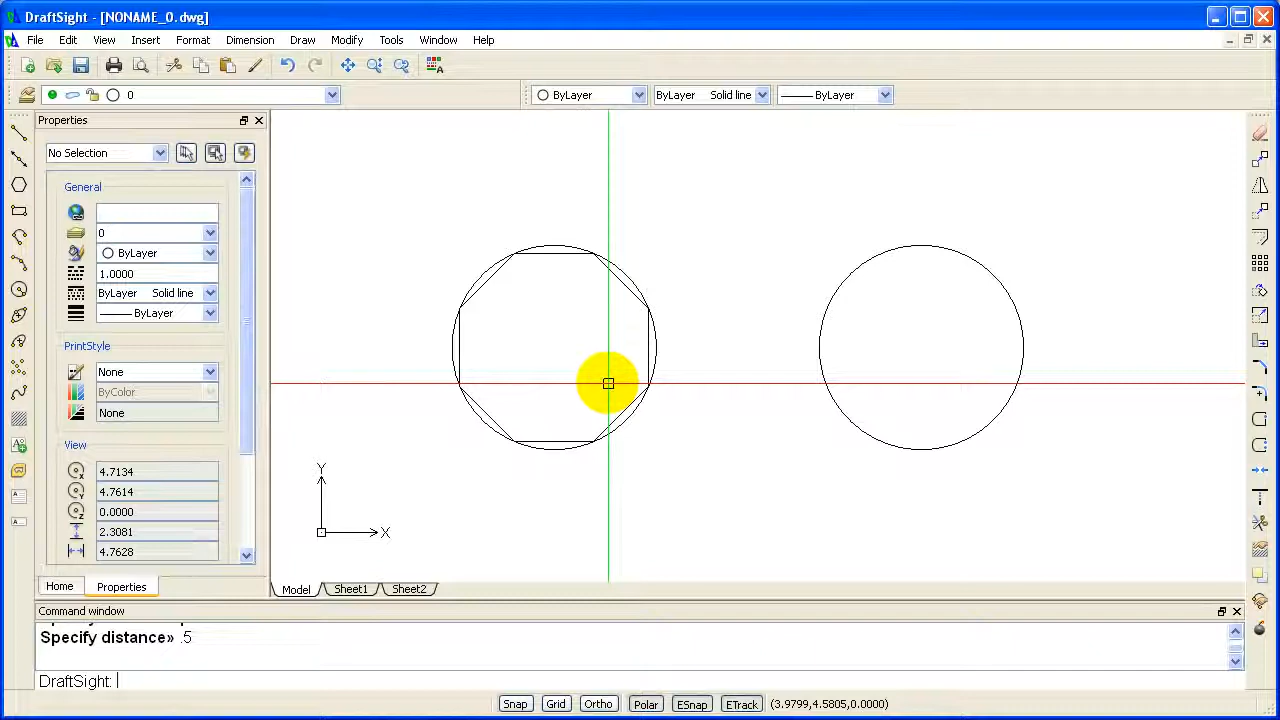 DraftSight - [NONAME_0.dwg]
File Edit View Insert Format Dimension Draw Modify Tools Window Help
0 ByLayer ByLayer Solid line ByLayer
Properties
No Selection
General
0
ByLayer
1.0000
ByLayer Solid line
ByLayer
PrintStyle
None
ByColor
None
View
4.7134
4.7614
0.0000
2.3081
4.7628
Y
X
Home Properties
Model Sheet1 Sheet2
Command window
Specify distance» .5
DraftSight:
Snap Grid Ortho Polar ESnap ETrack (3.9799,4.5805,0.0000)